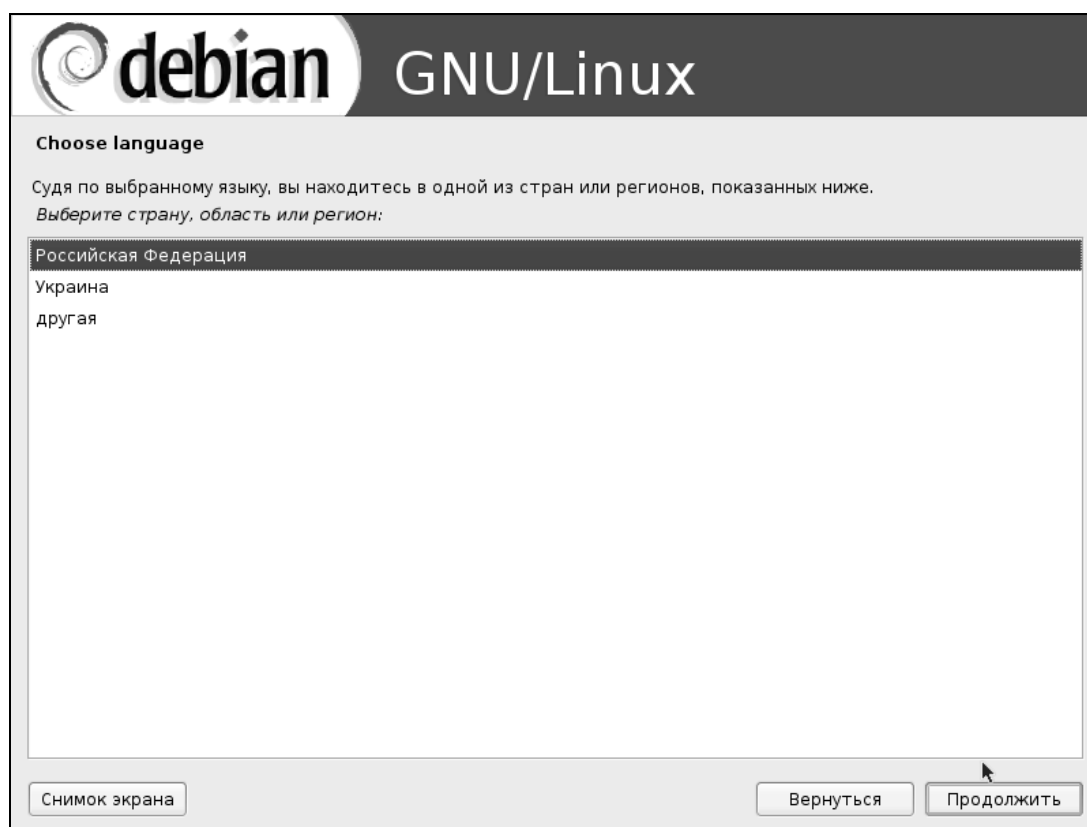 debian GNU/Linux
Choose language
Судя по выбранному языку, вы находитесь в одной из стран или регионов, показанных ниже.
Выберите страну, область или регион:
Российская Федерация
Украина
другая
Снимок экрана Вернуться Продолжить